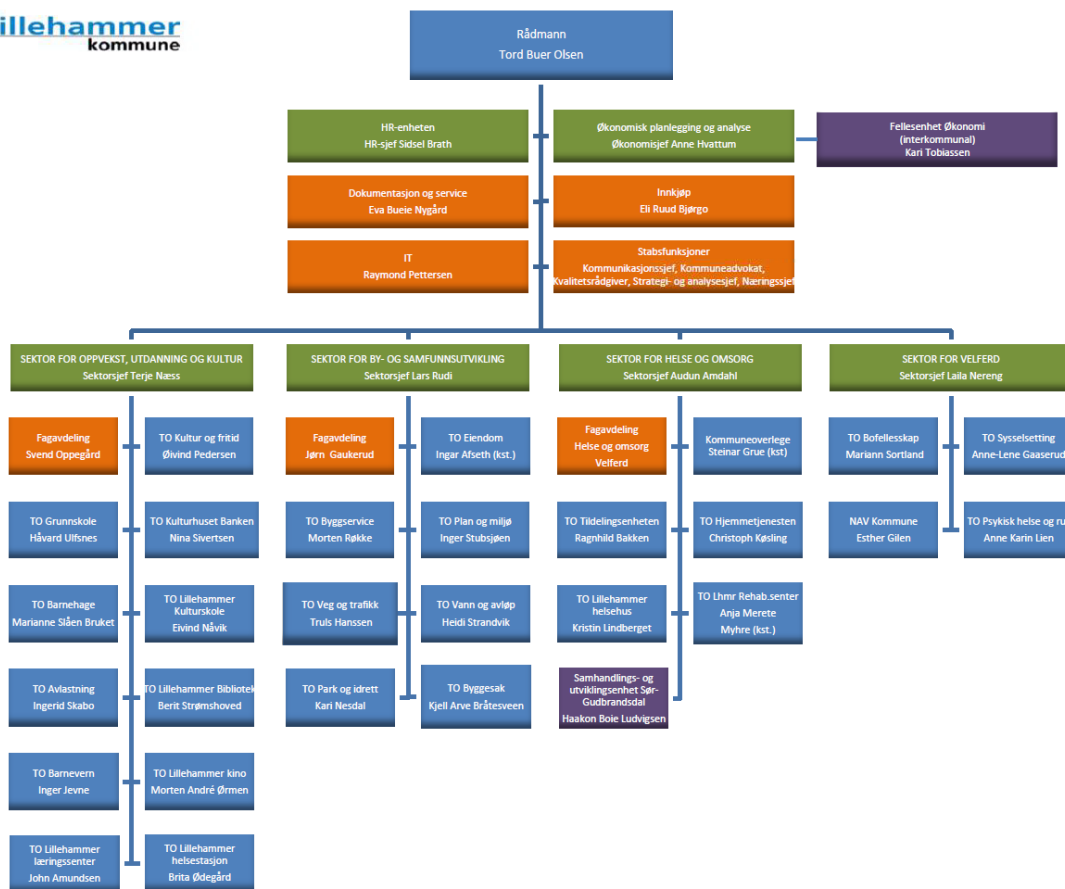 illehammer
kommune
Rådmann
Tord Buer Olsen
HR-enheten
HR-sjef Sidsel Brath
Økonomisk planlegging og analyse
Økonomisjef Anne Hvattum
Fellesenhet Økonomi
(interkommunal)
Kari Tobiassen
Dokumentasjon og service
Eva Bueie Nygård
Innkjøp
Eli Ruud Bjørgo
IT
Raymond Pettersen
Stabsfunksjoner
Kommunikasjonssjef, Kommuneadvokat,
Kvalitetsrådgiver, Strategi- og analysesjef, Næringssjef
SEKTOR FOR OPPVEKST, UTDANNING OG KULTUR
Sektorsjef Terje Næss
SEKTOR FOR BY- OG SAMFUNNSUTVIKLING
Sektorsjef Lars Rudi
SEKTOR FOR HELSE OG OMSORG
Sektorsjef Audun Amdahl
SEKTOR FOR VELFERD
Sektorsjef Laila Nereng
Fagavdeling
Svend Oppegård
TO Kultur og fritid
Øivind Pedersen
TO Grunnskole
Håvard Ulfsnes
TO Kulturhuset Banken
Nina Sivertsen
TO Barnehage
Marianne Slåen Bruket
TO Lillehammer
Kulturskole
Eivind Nåvik
TO Avlastning
Ingerid Skabo
TO Lillehammer Bibliotek
Berit Strømshoved
TO Barnevern
Inger Jevne
TO Lillehammer kino
Morten André Ørmen
TO Lillehammer
læringssenter
John Amundsen
TO Lillehammer
helsestasjon
Brita Ødegård
Fagavdeling
Jørn Gaukerud
TO Eiendom
Ingar Afseth (kst.)
TO Byggservice
Morten Røkke
TO Plan og miljø
Inger Stubsjøen
TO Veg og trafikk
Truls Hanssen
TO Vann og avløp
Heidi Strandvik
TO Park og idrett
Kari Nesdal
TO Byggesak
Kjell Arve Bråtesveen
Fagavdeling
Helse og omsorg
Velferd
Kommuneoverlege
Steinar Grue (kst)
TO Tildelingsenheten
Ragnhild Bakken
TO Hjemmetjenesten
Christoph Køsling
TO Lillehammer
helsehus
Kristin Lindberget
TO Lhmr Rehab.senter
Anja Merete
Myhre (kst.)
Samhandlings- og
utviklingsenhet Sør-
Gudbrandsdal
Haakon Boie Ludvigsen
TO Bofellesskap
Mariann Sortland
TO Sysselsetting
Anne-Lene Gaaserud
NAV Kommune
Esther Gilen
TO Psykisk helse og ru
Anne Karin Lien